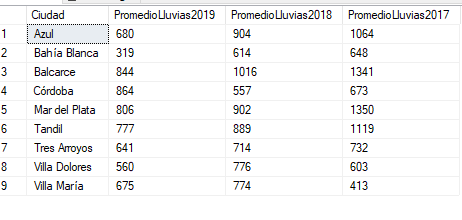 Ciudad PromedioLluvias2019 PromedioLluvias2018 PromedioLluvias2017
1 Azul 680 904 1064
2 Bahía Blanca 319 614 648
3 Balcarce 844 1016 1341
4 Córdoba 864 557 673
5 Mar del Plata 806 902 1350
6 Tandil 777 889 1119
7 Tres Arroyos 641 714 732
8 Villa Dolores 560 776 603
9 Villa María 675 774 413